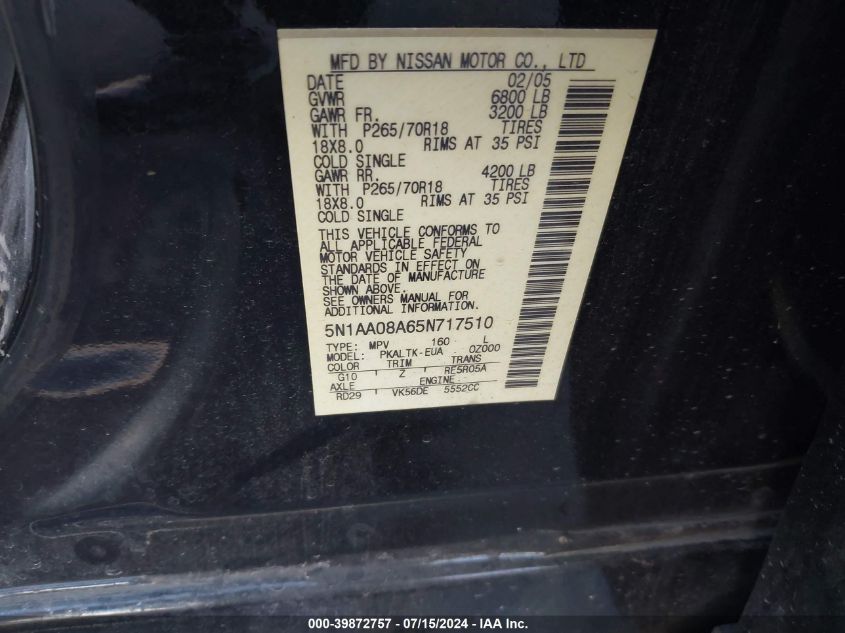 MFD BY NISSAN MOTOR CO., LTD
DATE 02/05
GVWR 6800 LB
GAWR FR. 3200 LB
WITH P265/70R18 TIRES
18X8.0 RIMS AT 35 PSI
COLD SINGLE
GAWR RR. 4200 LB
WITH P265/70R18 TIRES
18X8.0 RIMS AT 35 PSI
COLD SINGLE
THIS VEHICLE CONFORMS TO
ALL APPLICABLE FEDERAL
MOTOR VEHICLE SAFETY
STANDARDS IN EFFECT ON
THE DATE OF MANUFACTURE
SHOWN ABOVE.
SEE OWNERS MANUAL FOR
ADDITIONAL INFORMATION.
5N1AA08A65N717510
TYPE: MPV 160 L
MODEL: PKALTK-EUA 0Z000
COLOR TRIM TRANS
G10 Z RE5R05A
AXLE ENGINE
RD29 VK56DE 5552CC
000-39872757 - 07/15/2024 - IAA Inc.